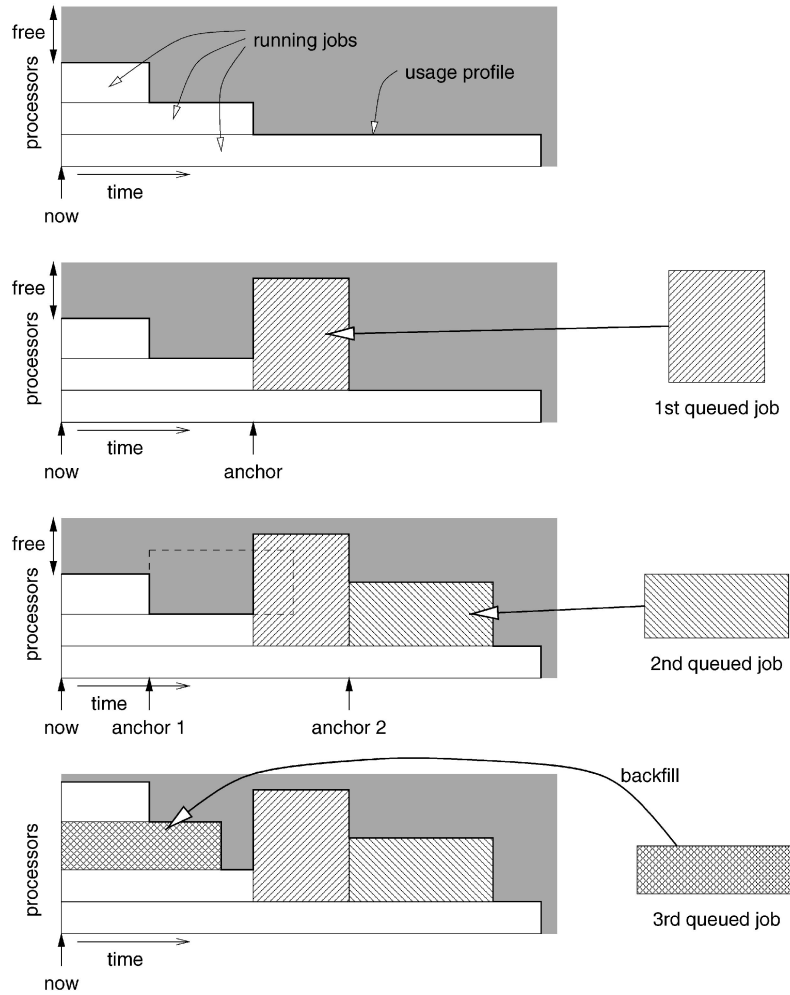 free
running jobs
usage profile
processors
time
now
free
processors
1st queued job
time
now
anchor
free
processors
2nd queued job
time
now
anchor 1
anchor 2
backfill
processors
3rd queued job
time
now